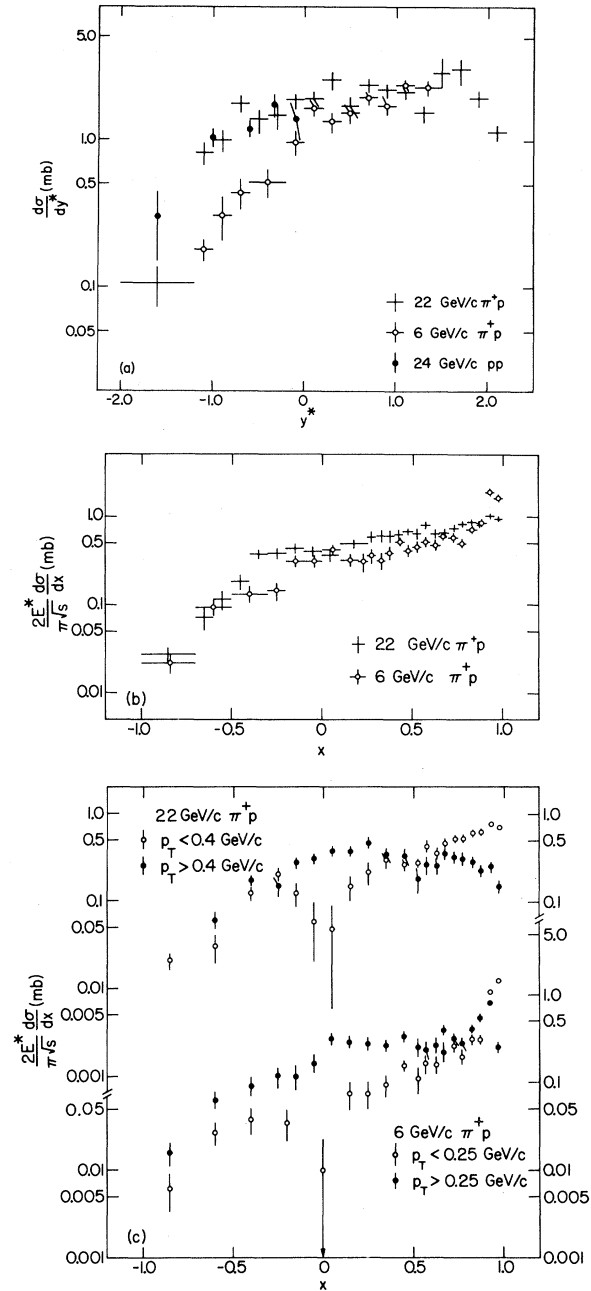 5.0
1.0
0.5
0.1
0.05
dσ/dy* (mb)
22 GeV/c π⁺p
6 GeV/c π⁺p
24 GeV/c pp
(a)
-2.0 -1.0 0 1.0 2.0
y*
1.0
0.5
0.1
0.05
0.01
2E*/π√s dσ/dx (mb)
22 GeV/c π⁺p
6 GeV/c π⁺p
(b)
-1.0 -0.5 0 0.5 1.0
x
22 GeV/c π⁺p
p_T < 0.4 GeV/c
p_T > 0.4 GeV/c
1.0 1.0
0.5 0.5
0.1 0.1
0.05
5.0
0.01 1.0
0.005 0.5
0.001 0.1
0.05 0.05
0.01 0.01
0.005 0.005
0.001 0.001
2E*/π√s dσ/dx (mb)
6 GeV/c π⁺p
p_T < 0.25 GeV/c
p_T > 0.25 GeV/c
(c)
-1.0 -0.5 0 0.5 1.0
x